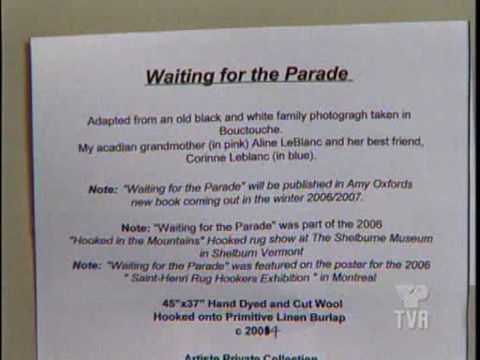 Waiting for the Parade
Adapted from an old black and white family photogragh taken in
Bouctouche.
My acadian grandmother (in pink) Aline LeBlanc and her best friend,
Corinne Leblanc (in blue).
Note: "Waiting for the Parade" will be published in Amy Oxfords
new book coming out in the winter 2006/2007.
Note: "Waiting for the Parade" was part of the 2006
"Hooked in the Mountains" Hooked rug show at The Shelburne Museum
in Shelburn Vermont
Note: "Waiting for the Parade" was featured on the poster for the 2006
" Saint-Henri Rug Hookers Exhibition " in Montreal
45"x37" Hand Dyed and Cut Wool
Hooked onto Primitive Linen Burlap
c 2004
Artists Private Collection
TVR